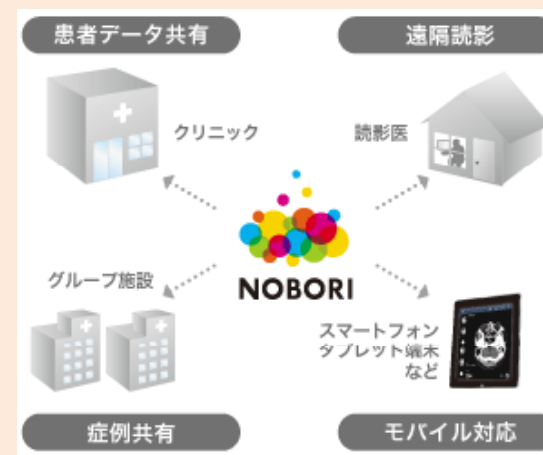 患者データ共有
遠隔読影
クリニック
読影医
NOBORI
グループ施設
スマートフォン
タブレット端末
など
症例共有
モバイル対応